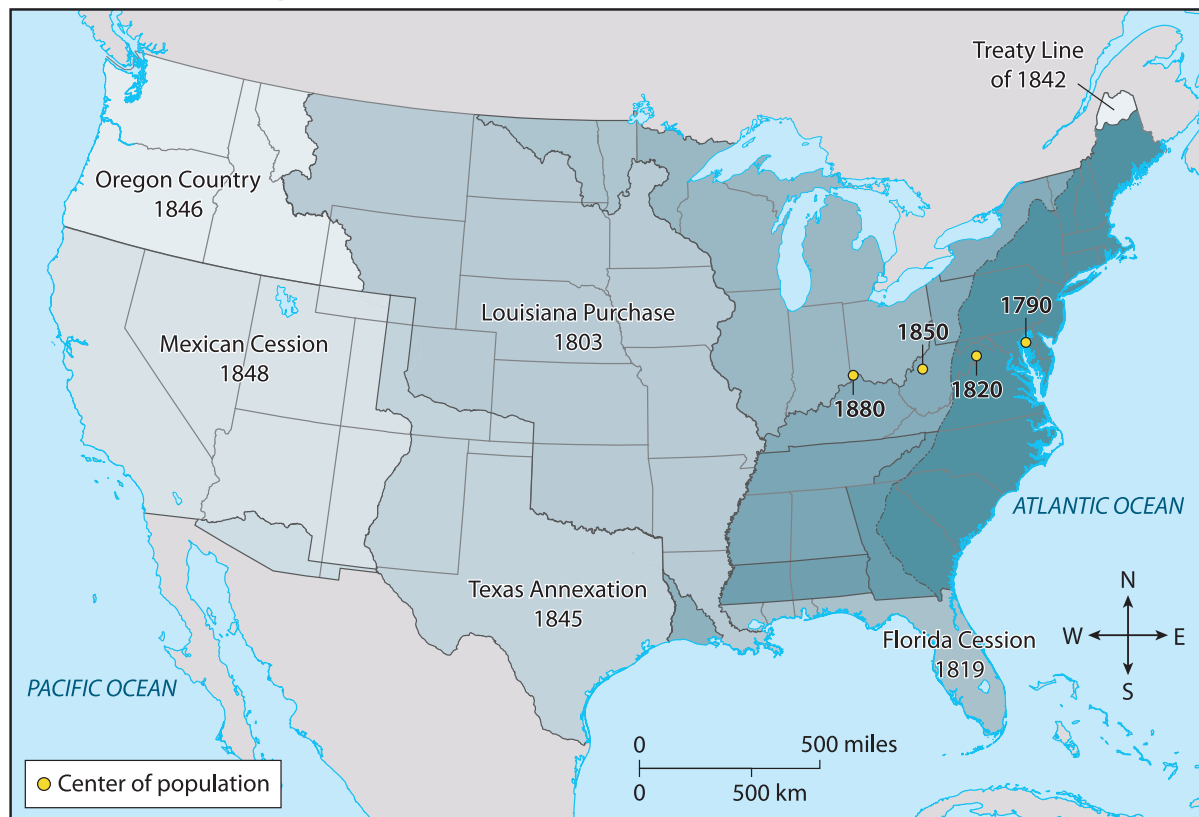 Treaty Line
of 1842
Oregon Country
1846
Louisiana Purchase
1803
Mexican Cession
1848
1790
1850
1820
1880
ATLANTIC OCEAN
Texas Annexation
1845
Florida Cession
1819
N
W
E
S
PACIFIC OCEAN
0
500 miles
0
500 km
Center of population